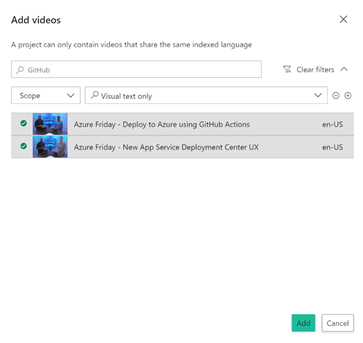 Add videos
A project can only contain videos that share the same indexed language
GitHub
Clear filters
Scope
Visual text only
Azure Friday - Deploy to Azure using GitHub Actions en-US
Azure Friday - New App Service Deployment Center UX en-US
Add Cancel